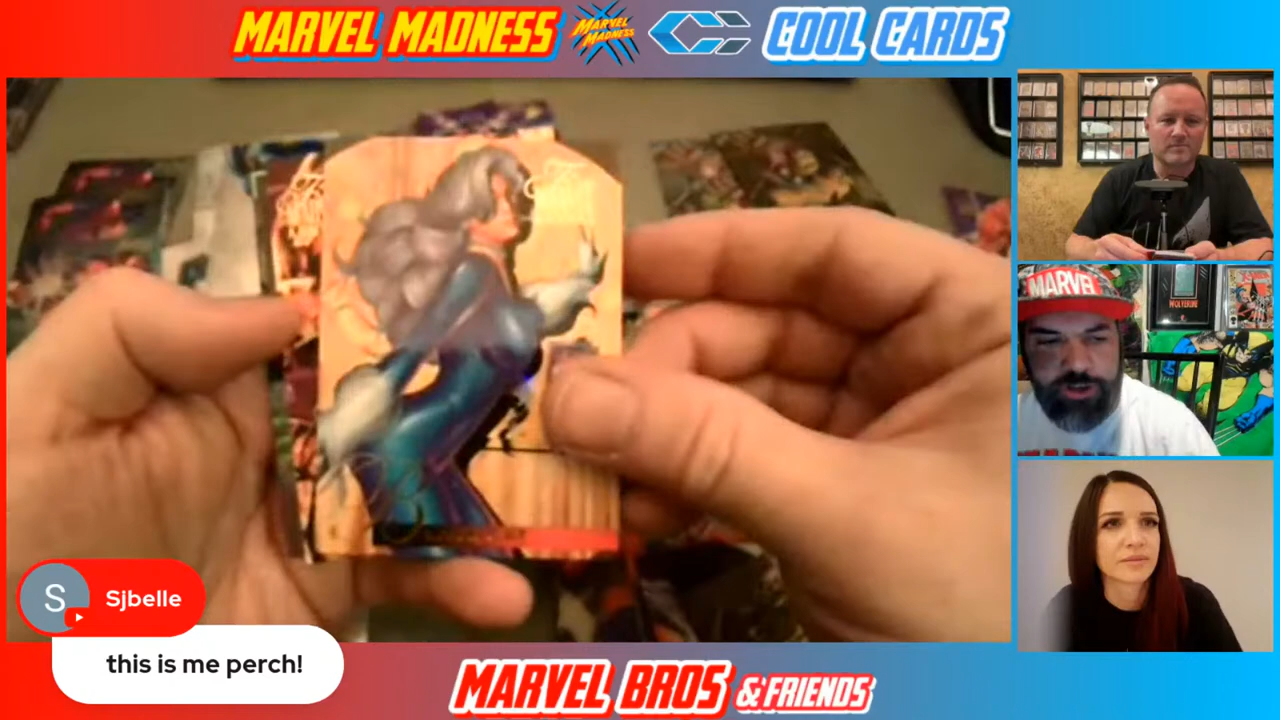 MARVEL MADNESS
MARVEL MADNESS
COOL CARDS
MARVEL
WOLVERINE
S
Sjbelle
this is me perch!
MARVEL BROS & FRIENDS